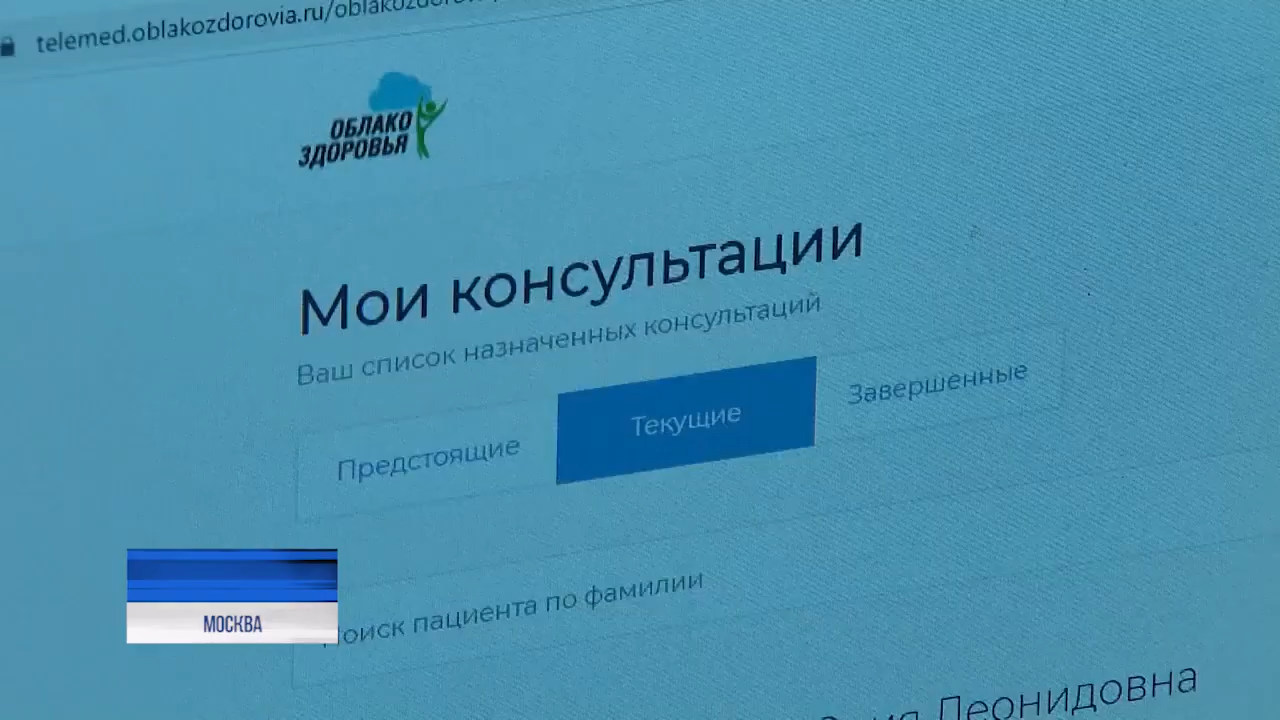 telemed.oblakozdorovia.ru/
ОБЛАКО
ЗДОРОВЬЯ
Мои консультации
Ваш список назначенных консультаций
Предстоящие
Текущие
Завершенные
пациента по фамилии
МОСКВА
Леонидовна